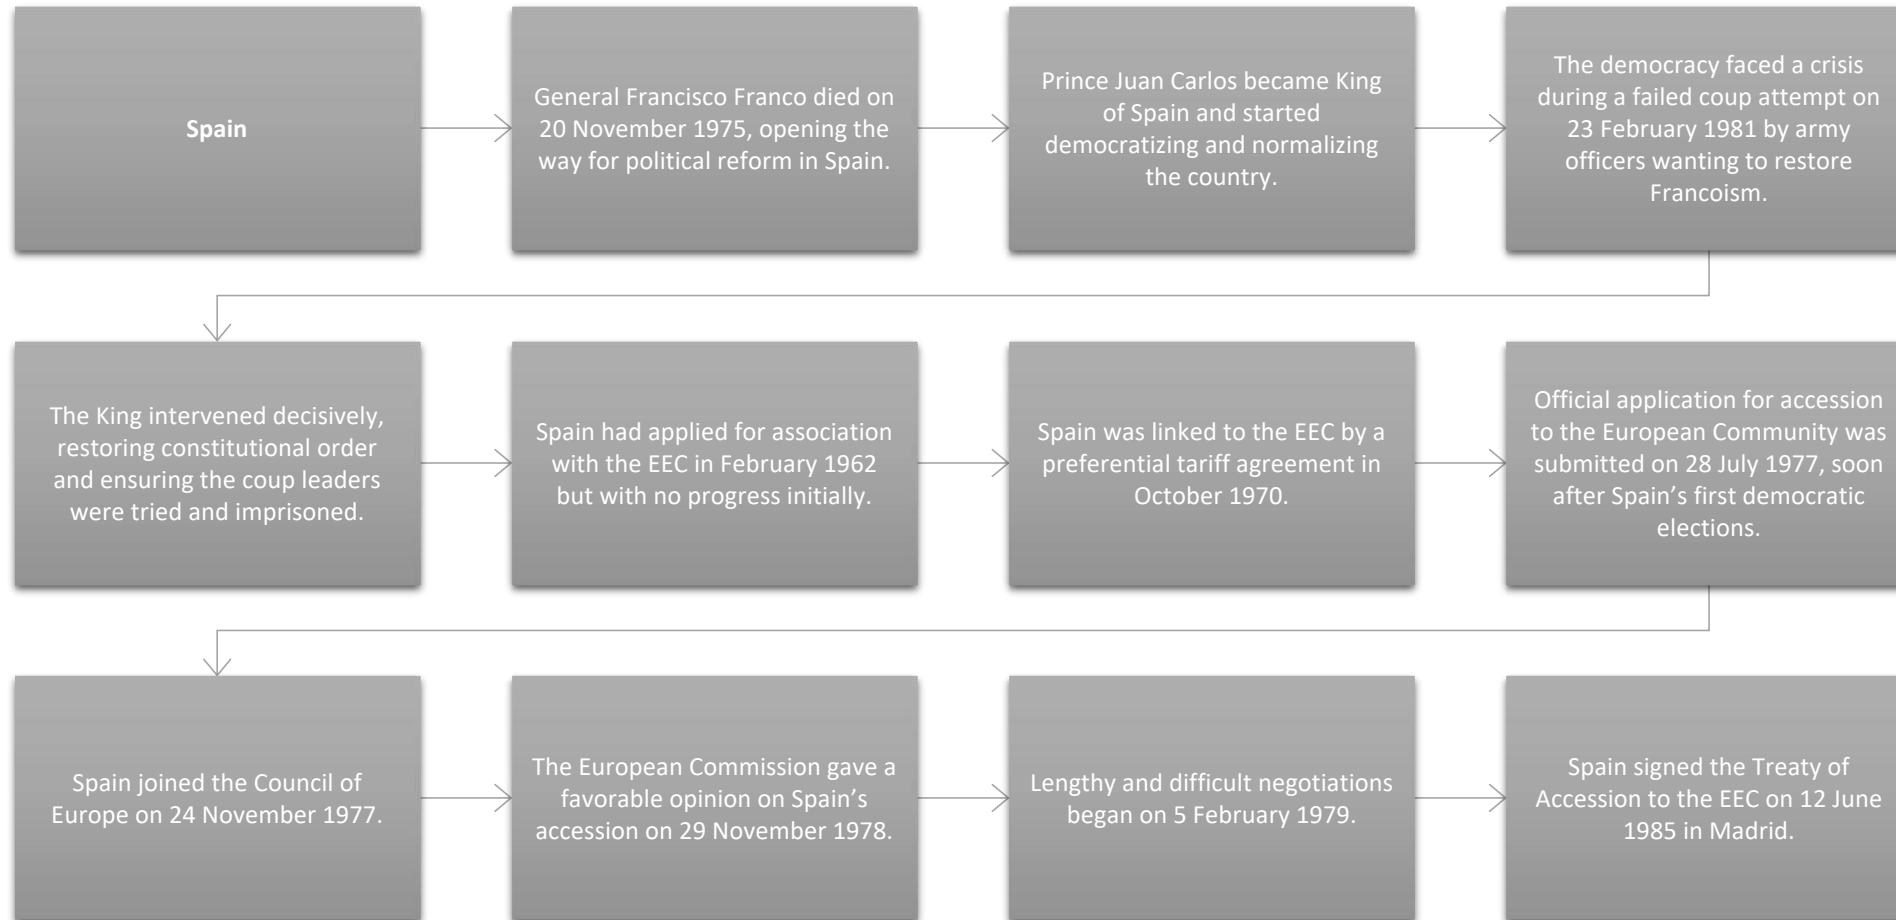 Spain
General Francisco Franco died on
20 November 1975, opening the
way for political reform in Spain.
Prince Juan Carlos became King
of Spain and started
democratizing and normalizing
the country.
The democracy faced a crisis
during a failed coup attempt on
23 February 1981 by army
officers wanting to restore
Francoism.
The King intervened decisively,
restoring constitutional order
and ensuring the coup leaders
were tried and imprisoned.
Spain had applied for association
with the EEC in February 1962
but with no progress initially.
Spain was linked to the EEC by a
preferential tariff agreement in
October 1970.
Official application for accession
to the European Community was
submitted on 28 July 1977, soon
after Spain’s first democratic
elections.
Spain joined the Council of
Europe on 24 November 1977.
The European Commission gave a
favorable opinion on Spain’s
accession on 29 November 1978.
Lengthy and difficult negotiations
began on 5 February 1979.
Spain signed the Treaty of
Accession to the EEC on 12 June
1985 in Madrid.